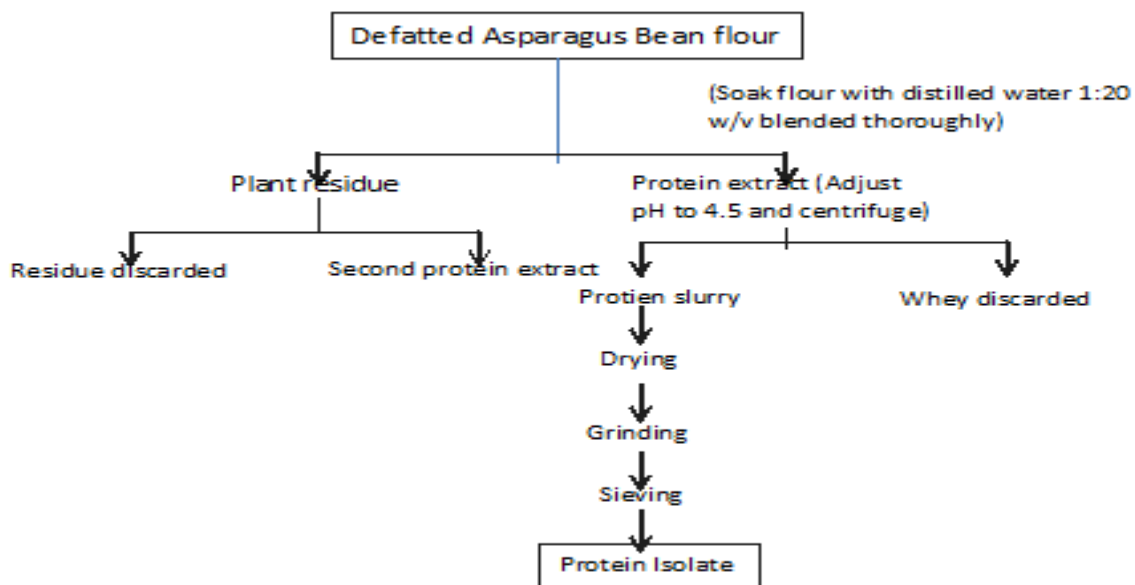 Defatted Asparagus Bean flour
(Soak flour with distilled water 1:20
w/v blended thoroughly)
Plant residue
Protein extract (Adjust
pH to 4.5 and centrifuge)
Residue discarded
Second protein extract
Protien slurry
Whey discarded
Drying
Grinding
Sieving
Protein Isolate